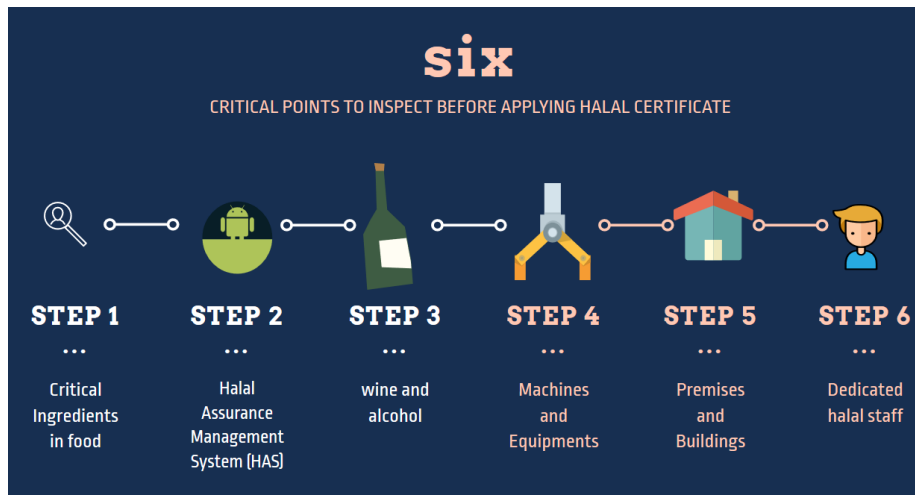 six
CRITICAL POINTS TO INSPECT BEFORE APPLYING HALAL CERTIFICATE
STEP 1
...
Critical
Ingredients
in food
STEP 2
...
Halal
Assurance
Management
System (HAS)
STEP 3
...
wine and
alcohol
STEP 4
...
Machines
and
Equipments
STEP 5
...
Premises
and
Buildings
STEP 6
...
Dedicated
halal staff